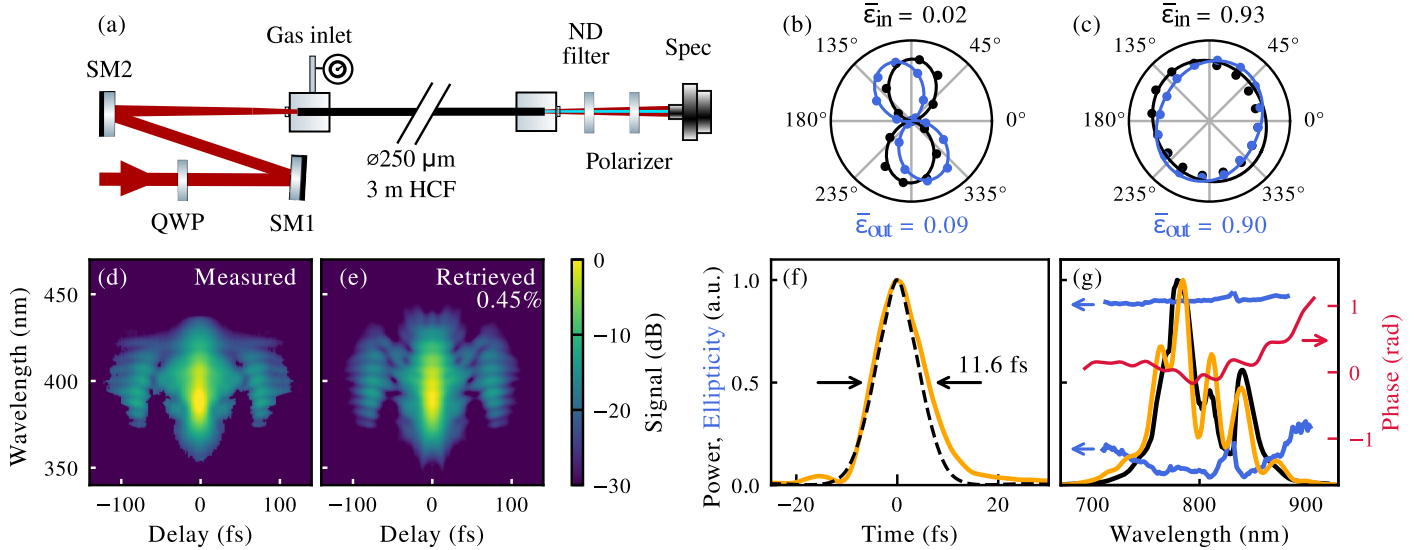 (a)
Gas inlet
ND
filter
Spec
SM2
⌀250 μm
3 m HCF
Polarizer
QWP
SM1
(b)
ε̅in = 0.02
135°
45°
180°
0°
235°
335°
ε̅out = 0.09
(c)
ε̅in = 0.93
135°
45°
180°
0°
235°
335°
ε̅out = 0.90
(d)
Measured
450
400
350
Wavelength (nm)
−100
0
100
Delay (fs)
(e)
Retrieved
0.45%
−100
0
100
Delay (fs)
0
−10
−20
−30
Signal (dB)
(f)
1.0
0.5
0.0
Power, Ellipticity (a.u.)
11.6 fs
−20
0
20
Time (fs)
(g)
700
800
900
Wavelength (nm)
1
0
−1
Phase (rad)